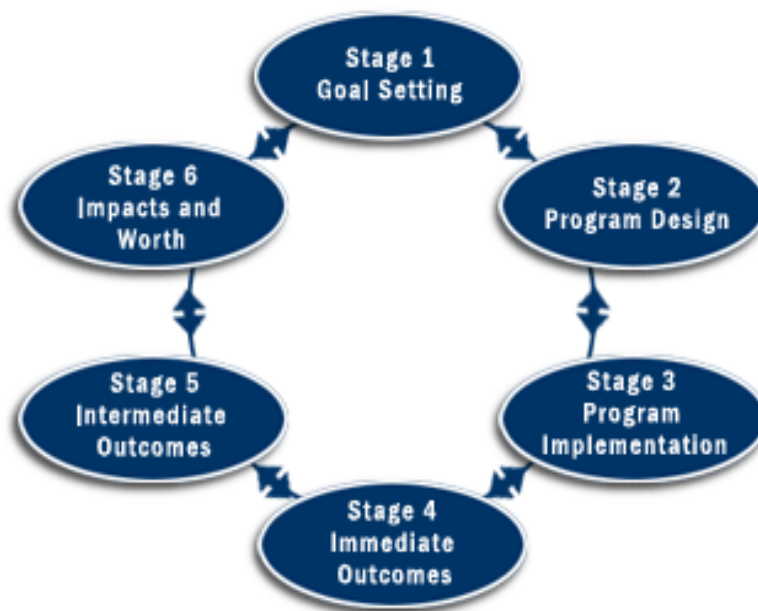 Stage 1
Goal Setting
Stage 2
Program Design
Stage 3
Program
Implementation
Stage 4
Immediate
Outcomes
Stage 5
Intermediate
Outcomes
Stage 6
Impacts and
Worth